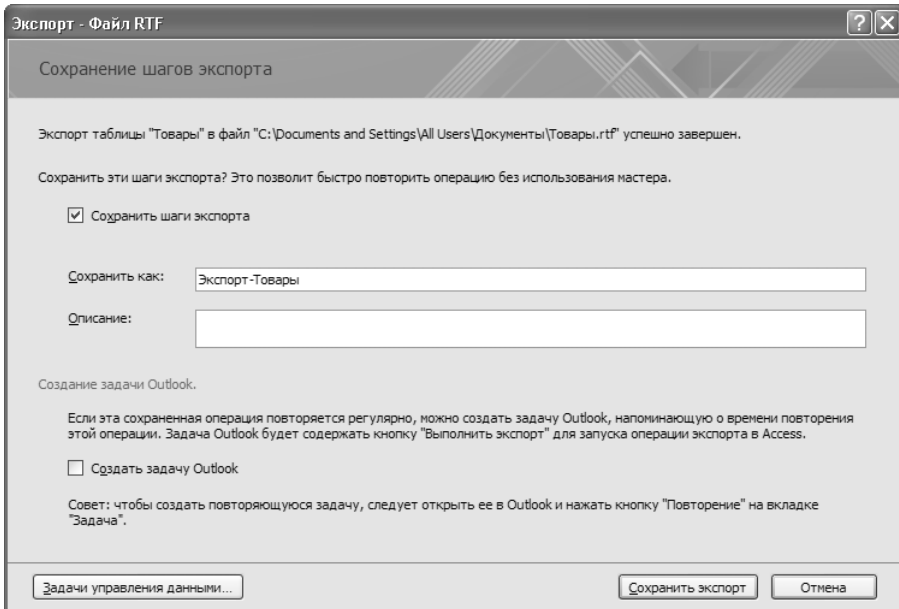 Экспорт - Файл RTF
Сохранение шагов экспорта
Экспорт таблицы "Товары" в файл "C:\Documents and Settings\All Users\Документы\Товары.rtf" успешно завершен.
Сохранить эти шаги экспорта? Это позволит быстро повторить операцию без использования мастера.
Сохранить шаги экспорта
Сохранить как: Экспорт-Товары
Описание:
Создание задачи Outlook.
Если эта сохраненная операция повторяется регулярно, можно создать задачу Outlook, напоминающую о времени повторения
этой операции. Задача Outlook будет содержать кнопку "Выполнить экспорт" для запуска операции экспорта в Access.
Создать задачу Outlook
Совет: чтобы создать повторяющуюся задачу, следует открыть ее в Outlook и нажать кнопку "Повторение" на вкладке
"Задача".
Задачи управления данными... Сохранить экспорт Отмена